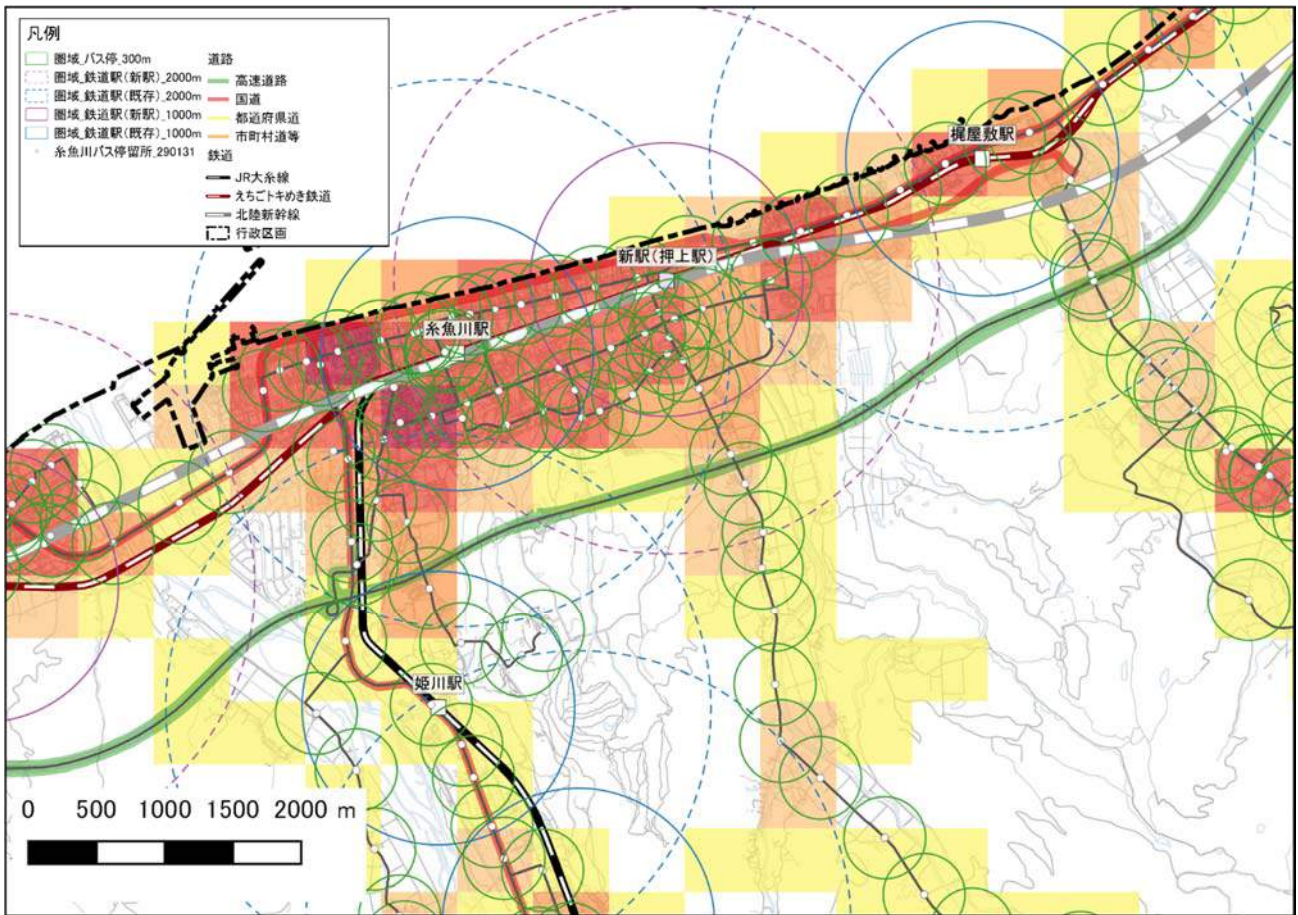 凡例
圏域_バス停_300m
圏域_鉄道駅(新駅)_2000m
圏域_鉄道駅(既存)_2000m
圏域_鉄道駅(新駅)_1000m
圏域_鉄道駅(既存)_1000m
糸魚川バス停留所_290131
道路
高速道路
国道
都道府県道
市町村道等
鉄道
JR大糸線
えちごトキめき鉄道
北陸新幹線
行政区画
梶屋敷駅
新駅(押上駅)
糸魚川駅
姫川駅
0 500 1000 1500 2000 m